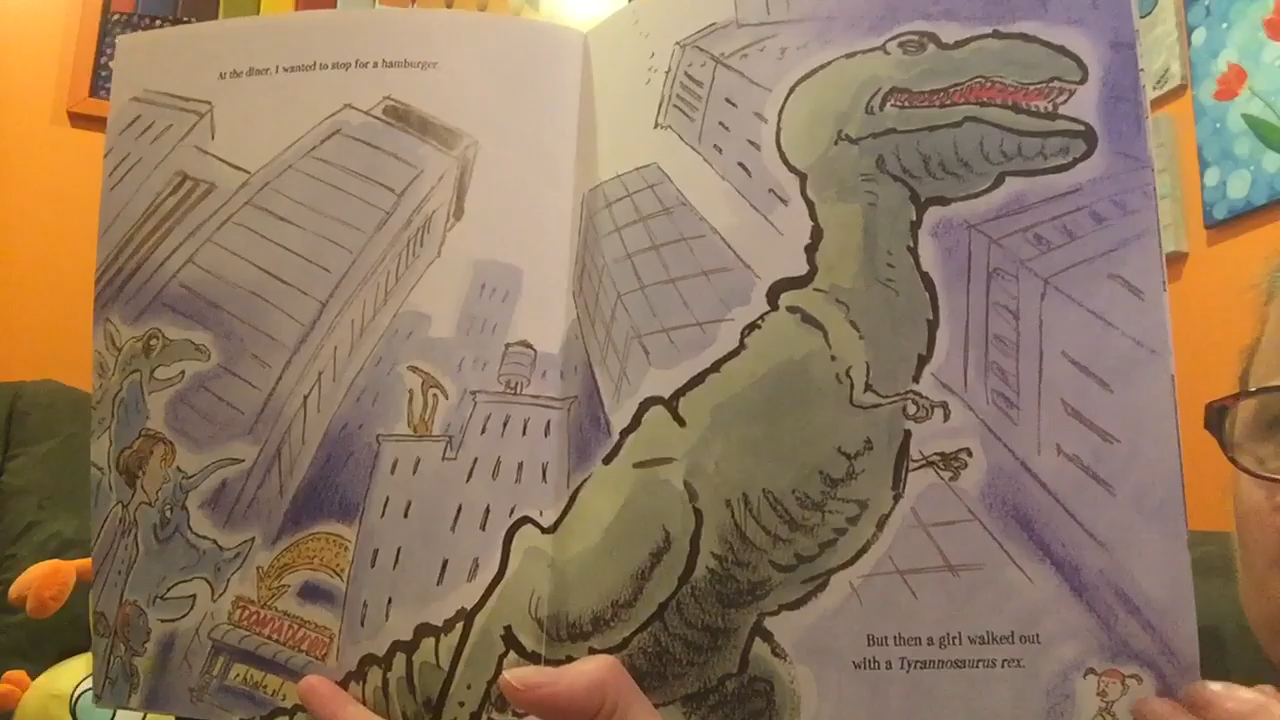 At the diner, I wanted to stop for a hamburger.
But then a girl walked out
with a Tyrannosaurus rex.